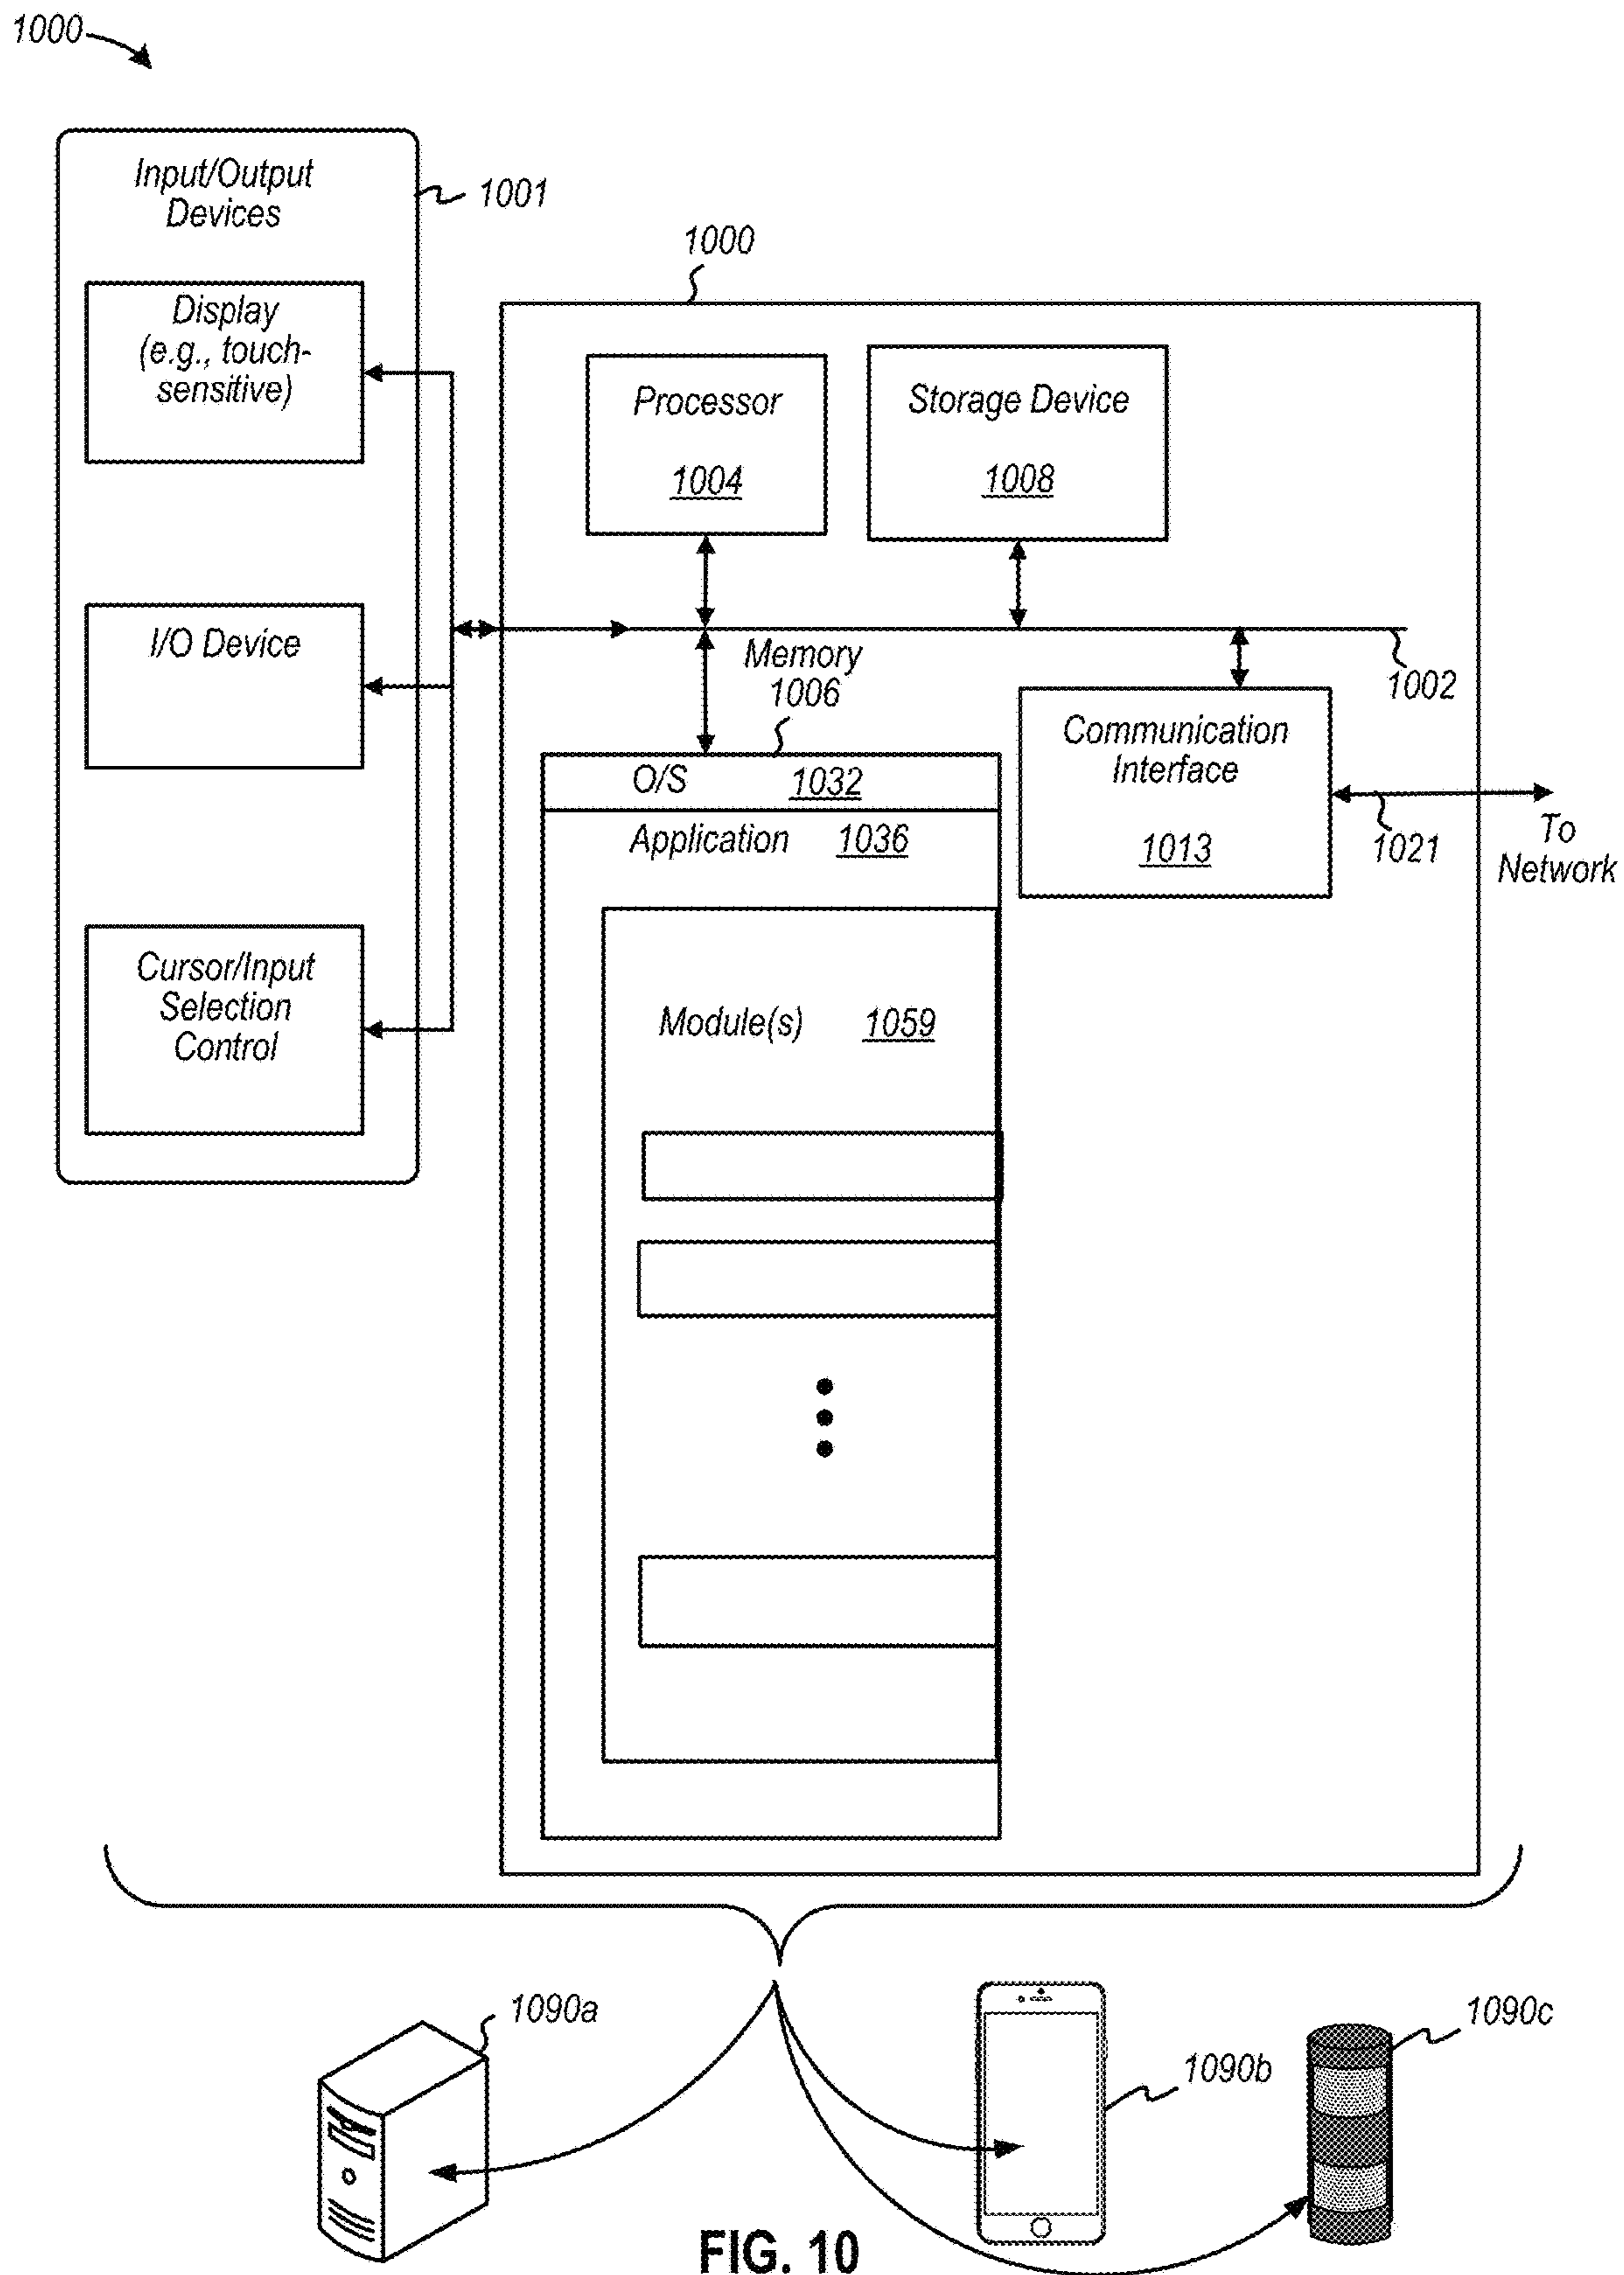 1000
Input/Output
Devices
1001
Display
(e.g., touch-
sensitive)
I/O Device
Cursor/Input
Selection
Control
1000
Processor
1004
Storage Device
1008
Memory
1006
1002
O/S 1032
Application 1036
Module(s) 1059
Communication
Interface
1013
1021
To
Network
1090a
1090b
1090c
FIG. 10